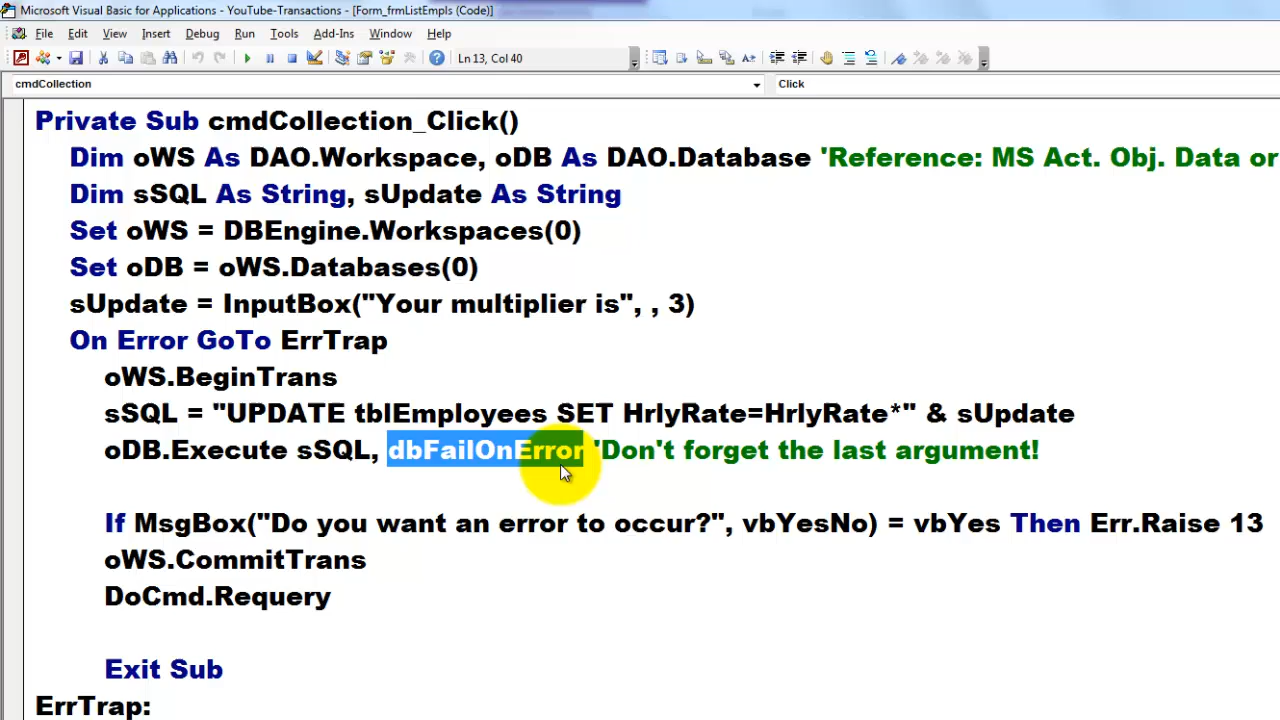 Microsoft Visual Basic for Applications - YouTube-Transactions - [Form_frmListEmpls (Code)]
File Edit View Insert Debug Run Tools Add-Ins Window Help
Ln 13, Col 40
cmdCollection Click
Private Sub cmdCollection_Click()
Dim oWS As DAO.Workspace, oDB As DAO.Database 'Reference: MS Act. Obj. Data or
Dim sSQL As String, sUpdate As String
Set oWS = DBEngine.Workspaces(0)
Set oDB = oWS.Databases(0)
sUpdate = InputBox("Your multiplier is", , 3)
On Error GoTo ErrTrap
oWS.BeginTrans
sSQL = "UPDATE tblEmployees SET HrlyRate=HrlyRate*" & sUpdate
oDB.Execute sSQL, dbFailOnError 'Don't forget the last argument!
If MsgBox("Do you want an error to occur?", vbYesNo) = vbYes Then Err.Raise 13
oWS.CommitTrans
DoCmd.Requery
Exit Sub
ErrTrap: